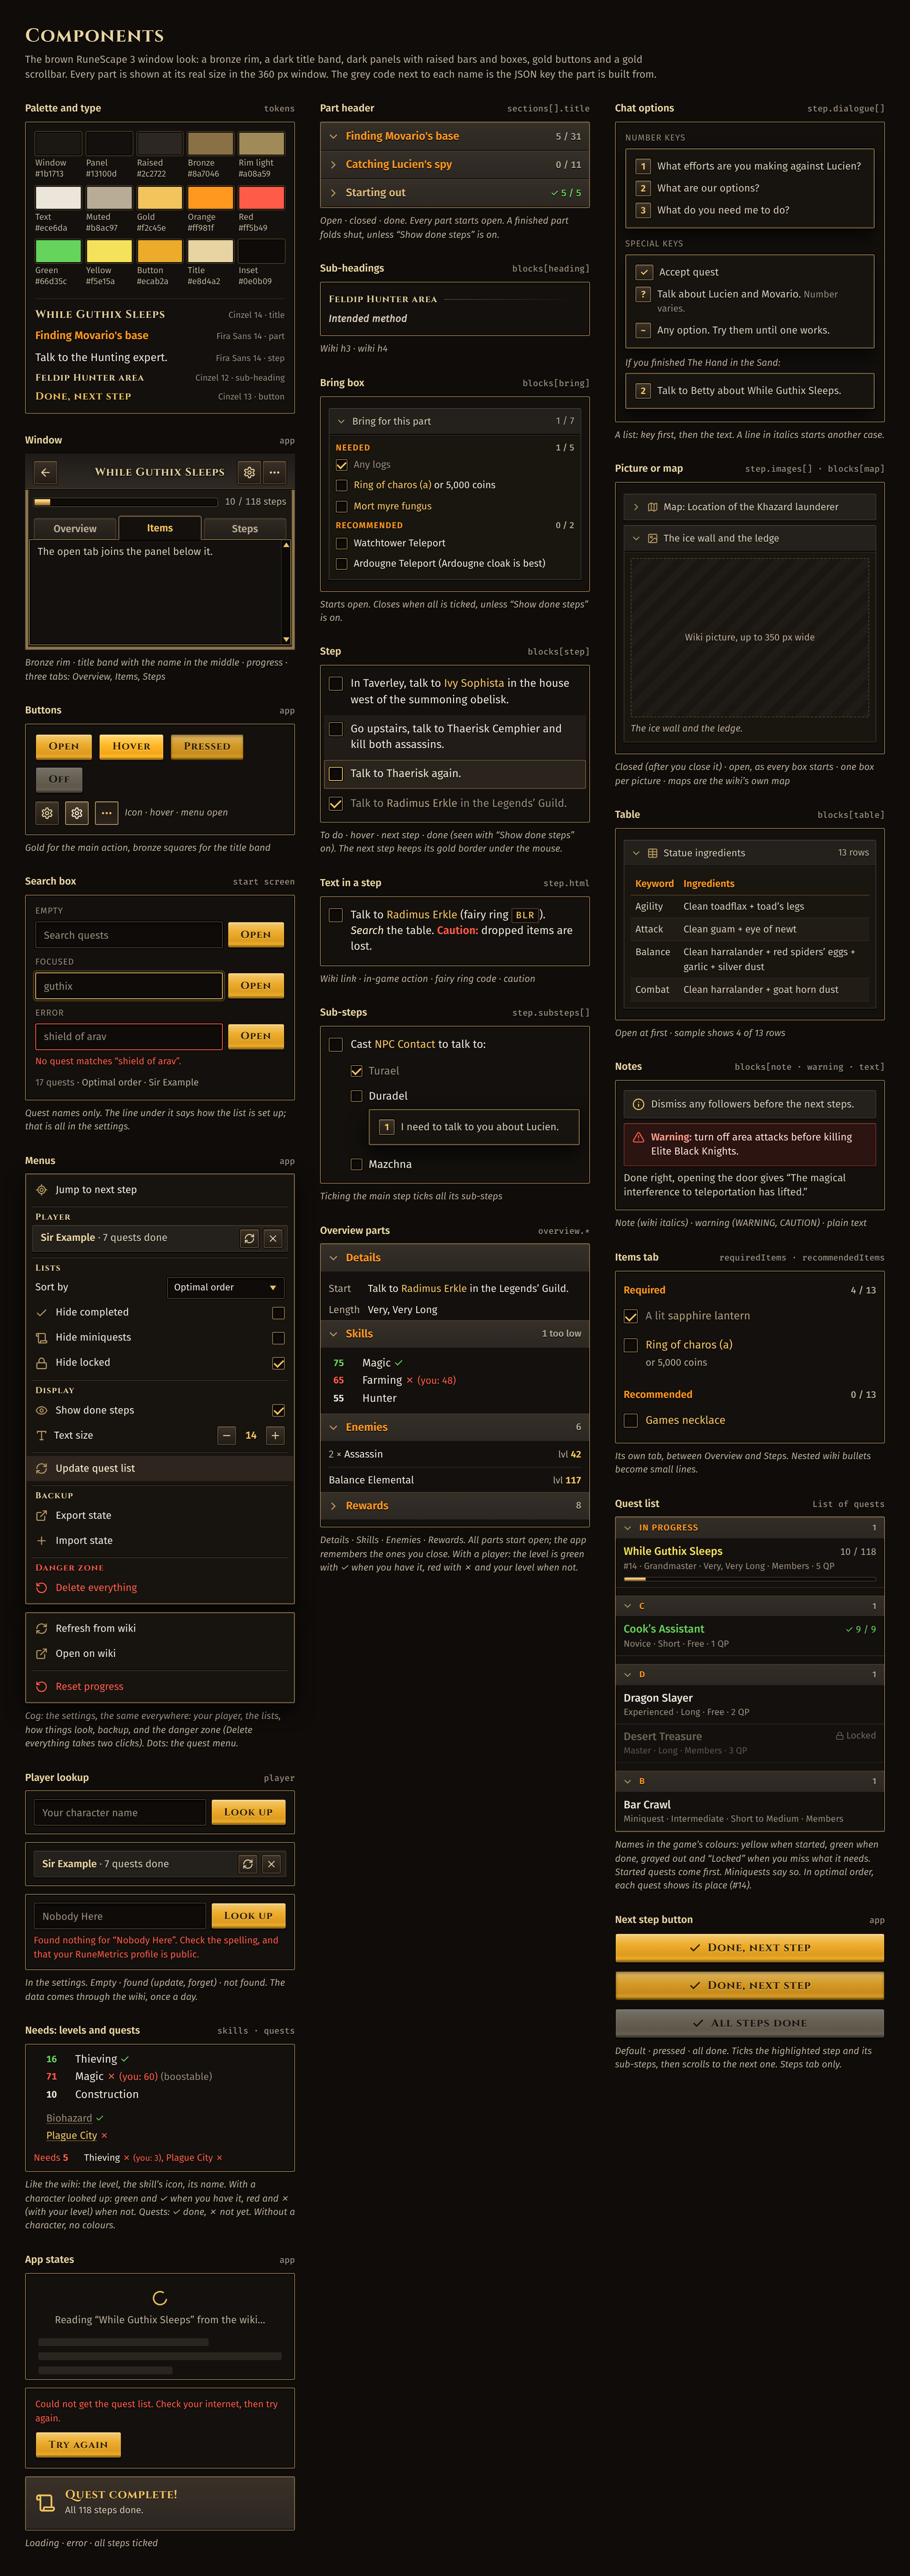 Components
The brown RuneScape 3 window look: a bronze rim, a dark title band, dark panels with raised bars and boxes, gold buttons and a gold
scrollbar. Every part is shown at its real size in the 360 px window. The grey code next to each name is the JSON key the part is built from.
Palette and type tokens
Window Panel Raised Bronze Rim light
#1b1713 #13100d #2c2722 #8a7046 #a08a59
Text Muted Gold Orange Red
#ece6da #b8ac97 #f2c45e #ff981f #ff5b49
Green Yellow Button Title Inset
#66d35c #f5e15a #ecab2a #e8d4a2 #0e0b09
While Guthix Sleeps Cinzel 14 · title
Finding Movario's base Fira Sans 14 · part
Talk to the Hunting expert. Fira Sans 14 · step
Feldip Hunter area Cinzel 12 · sub-heading
Done, next step Cinzel 13 · button
Window app
While Guthix Sleeps
10 / 118 steps
Overview Items Steps
The open tab joins the panel below it.
Bronze rim · title band with the name in the middle · progress ·
three tabs: Overview, Items, Steps
Buttons app
Open Hover Pressed
Off
Icon · hover · menu open
Gold for the main action, bronze squares for the title band
Search box start screen
EMPTY
Search quests Open
FOCUSED
guthix Open
ERROR
shield of arav Open
No quest matches “shield of arav”.
17 quests · Optimal order · Sir Example
Quest names only. The line under it says how the list is set up;
that is all in the settings.
Menus app
Jump to next step
Player
Sir Example · 7 quests done
Lists
Sort by Optimal order
Hide completed
Hide miniquests
Hide locked
Display
Show done steps
Text size − 14 +
Update quest list
Backup
Export state
Import state
Danger zone
Delete everything
Refresh from wiki
Open on wiki
Reset progress
Cog: the settings, the same everywhere: your player, the lists,
how things look, backup, and the danger zone (Delete
everything takes two clicks). Dots: the quest menu.
Player lookup player
Your character name Look up
Sir Example · 7 quests done
Nobody Here Look up
Found nothing for “Nobody Here”. Check the spelling, and
that your RuneMetrics profile is public.
In the settings. Empty · found (update, forget) · not found. The
data comes through the wiki, once a day.
Needs: levels and quests skills · quests
16 Thieving ✓
71 Magic ✕ (you: 60) (boostable)
10 Construction
Biohazard ✓
Plague City ✕
Needs 5 Thieving ✕ (you: 3), Plague City ✕
Like the wiki: the level, the skill’s icon, its name. With a
character looked up: green and ✓ when you have it, red and ✕
(with your level) when not. Quests: ✓ done, ✕ not yet. Without a
character, no colours.
App states app
Reading “While Guthix Sleeps” from the wiki…
Could not get the quest list. Check your internet, then try
again.
Try again
Quest complete!
All 118 steps done.
Loading · error · all steps ticked
Part header sections[].title
Finding Movario's base 5 / 31
Catching Lucien's spy 0 / 11
Starting out ✓ 5 / 5
Open · closed · done. Every part starts open. A finished part
folds shut, unless “Show done steps” is on.
Sub-headings blocks[heading]
Feldip Hunter area
Intended method
Wiki h3 · wiki h4
Bring box blocks[bring]
Bring for this part 1 / 7
NEEDED 1 / 5
Any logs
Ring of charos (a) or 5,000 coins
Mort myre fungus
RECOMMENDED 0 / 2
Watchtower Teleport
Ardougne Teleport (Ardougne cloak is best)
Starts open. Closes when all is ticked, unless “Show done steps”
is on.
Step blocks[step]
In Taverley, talk to Ivy Sophista in the house
west of the summoning obelisk.
Go upstairs, talk to Thaerisk Cemphier and
kill both assassins.
Talk to Thaerisk again.
Talk to Radimus Erkle in the Legends’ Guild.
To do · hover · next step · done (seen with “Show done steps”
on). The next step keeps its gold border under the mouse.
Text in a step step.html
Talk to Radimus Erkle (fairy ring BLR).
Search the table. Caution: dropped items are
lost.
Wiki link · in-game action · fairy ring code · caution
Sub-steps step.substeps[]
Cast NPC Contact to talk to:
Turael
Duradel
1 I need to talk to you about Lucien.
Mazchna
Ticking the main step ticks all its sub-steps
Overview parts overview.*
Details
Start Talk to Radimus Erkle in the Legends’ Guild.
Length Very, Very Long
Skills 1 too low
75 Magic ✓
65 Farming ✕ (you: 48)
55 Hunter
Enemies 6
2 × Assassin lvl 42
Balance Elemental lvl 117
Rewards 8
Details · Skills · Enemies · Rewards. All parts start open; the app
remembers the ones you close. With a player: the level is green
with ✓ when you have it, red with ✕ and your level when not.
Chat options step.dialogue[]
NUMBER KEYS
1 What efforts are you making against Lucien?
2 What are our options?
3 What do you need me to do?
SPECIAL KEYS
✓ Accept quest
? Talk about Lucien and Movario. Number
varies.
~ Any option. Try them until one works.
If you finished The Hand in the Sand:
2 Talk to Betty about While Guthix Sleeps.
A list: key first, then the text. A line in italics starts another case.
Picture or map step.images[] · blocks[map]
Map: Location of the Khazard launderer
The ice wall and the ledge
Wiki picture, up to 350 px wide
The ice wall and the ledge.
Closed (after you close it) · open, as every box starts · one box
per picture · maps are the wiki’s own map
Table blocks[table]
Statue ingredients 13 rows
Keyword Ingredients
Agility Clean toadflax + toad’s legs
Attack Clean guam + eye of newt
Balance Clean harralander + red spiders’ eggs +
garlic + silver dust
Combat Clean harralander + goat horn dust
Open at first · sample shows 4 of 13 rows
Notes blocks[note · warning · text]
Dismiss any followers before the next steps.
Warning: turn off area attacks before killing
Elite Black Knights.
Done right, opening the door gives “The magical
interference to teleportation has lifted.”
Note (wiki italics) · warning (WARNING, CAUTION) · plain text
Items tab requiredItems · recommendedItems
Required 4 / 13
A lit sapphire lantern
Ring of charos (a)
or 5,000 coins
Recommended 0 / 13
Games necklace
Its own tab, between Overview and Steps. Nested wiki bullets
become small lines.
Quest list List of quests
IN PROGRESS 1
While Guthix Sleeps 10 / 118
#14 · Grandmaster · Very, Very Long · Members · 5 QP
C 1
Cook’s Assistant ✓ 9 / 9
Novice · Short · Free · 1 QP
D 1
Dragon Slayer
Experienced · Long · Free · 2 QP
Desert Treasure Locked
Master · Long · Members · 3 QP
B 1
Bar Crawl
Miniquest · Intermediate · Short to Medium · Members
Names in the game’s colours: yellow when started, green when
done, grayed out and “Locked” when you miss what it needs.
Started quests come first. Miniquests say so. In optimal order,
each quest shows its place (#14).
Next step button app
✓ Done, next step
✓ Done, next step
✓ All steps done
Default · pressed · all done. Ticks the highlighted step and its
sub-steps, then scrolls to the next one. Steps tab only.